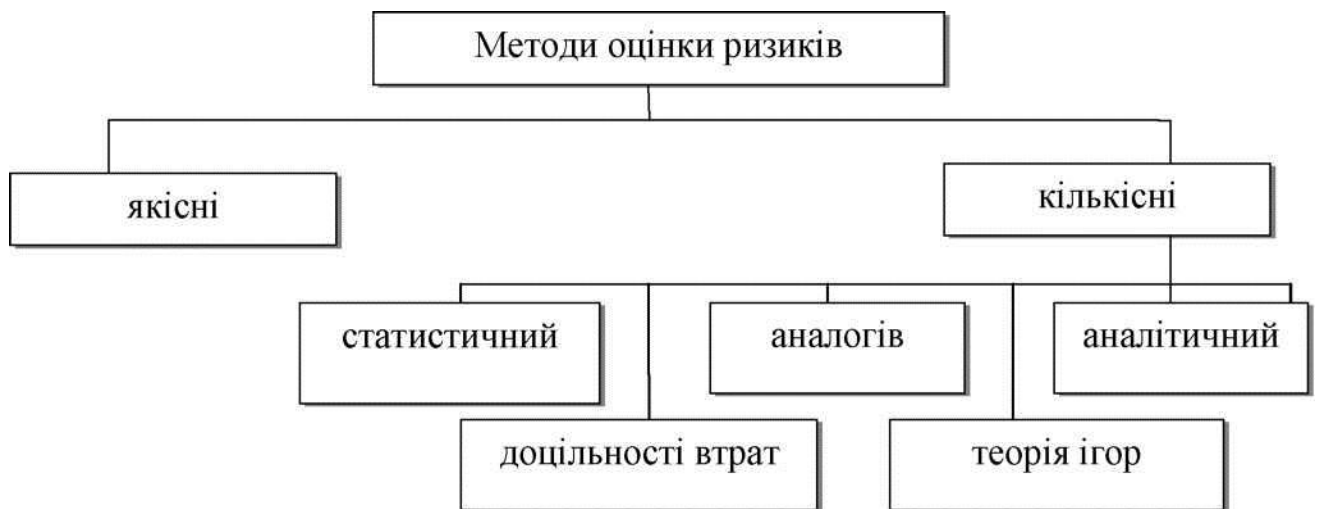 Методи оцінки ризиків
якісні
кількісні
статистичний
аналогів
аналітичний
доцільності втрат
теорія ігор